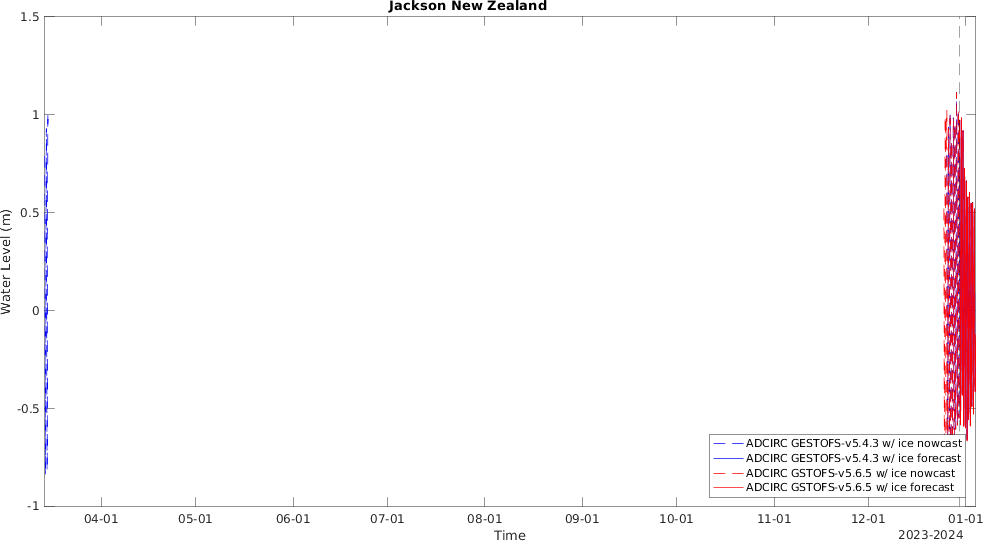 Jackson New Zealand
1.5
1
0.5
0
-0.5
-1
Water Level (m)
ADCIRC GESTOFS-v5.4.3 w/ ice nowcast
ADCIRC GESTOFS-v5.4.3 w/ ice forecast
ADCIRC GSTOFS-v5.6.5 w/ ice nowcast
ADCIRC GSTOFS-v5.6.5 w/ ice forecast
04-01 05-01 06-01 07-01 08-01 09-01 10-01 11-01 12-01 01-01
Time
2023-2024